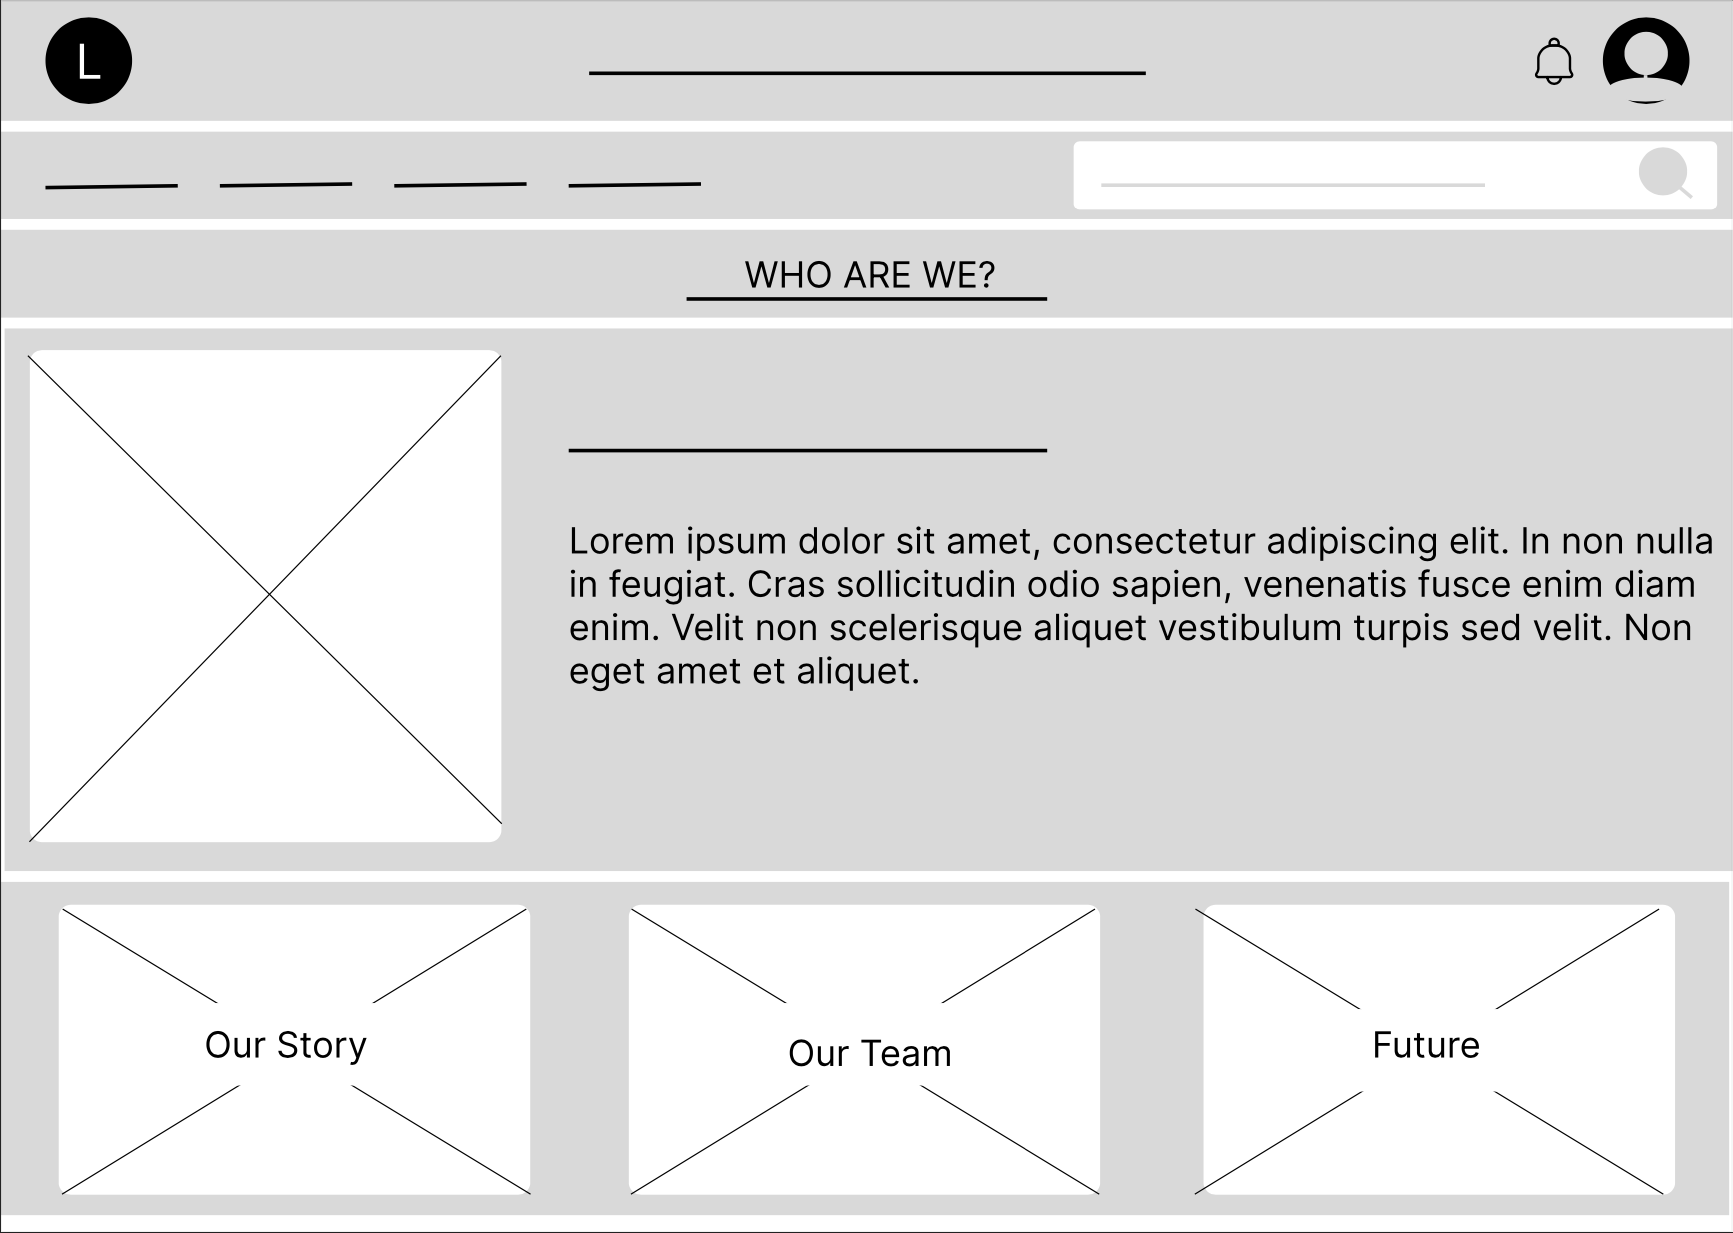 L
WHO ARE WE?
Lorem ipsum dolor sit amet, consectetur adipiscing elit. In non nulla
in feugiat. Cras sollicitudin odio sapien, venenatis fusce enim diam
enim. Velit non scelerisque aliquet vestibulum turpis sed velit. Non
eget amet et aliquet.
Our Story
Our Team
Future